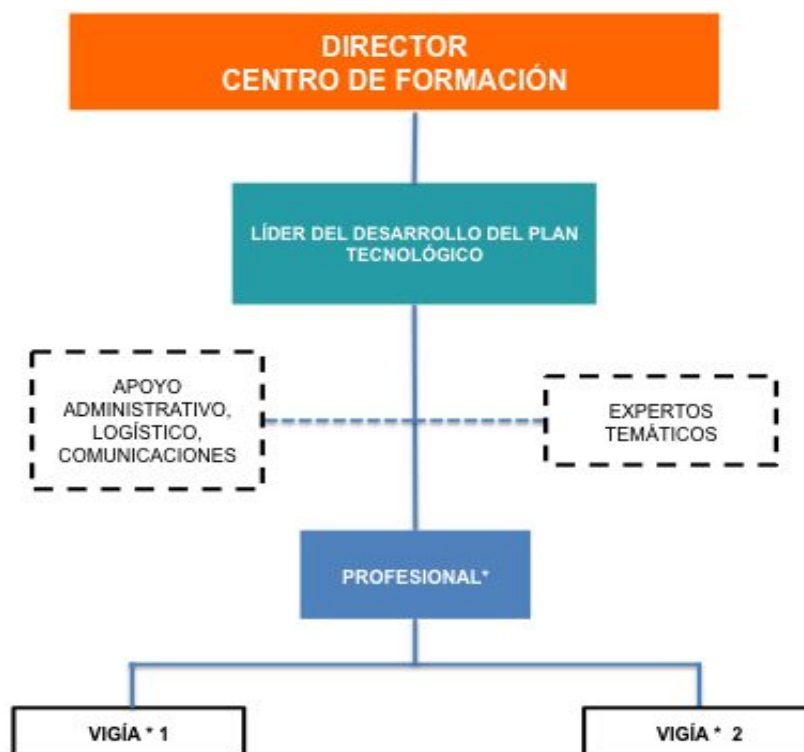 DIRECTOR
CENTRO DE FORMACIÓN
LÍDER DEL DESARROLLO DEL PLAN
TECNOLÓGICO
APOYO
ADMINISTRATIVO,
LOGÍSTICO,
COMUNICACIONES
EXPERTOS
TEMÁTICOS
PROFESIONAL*
VIGÍA * 1
VIGÍA * 2